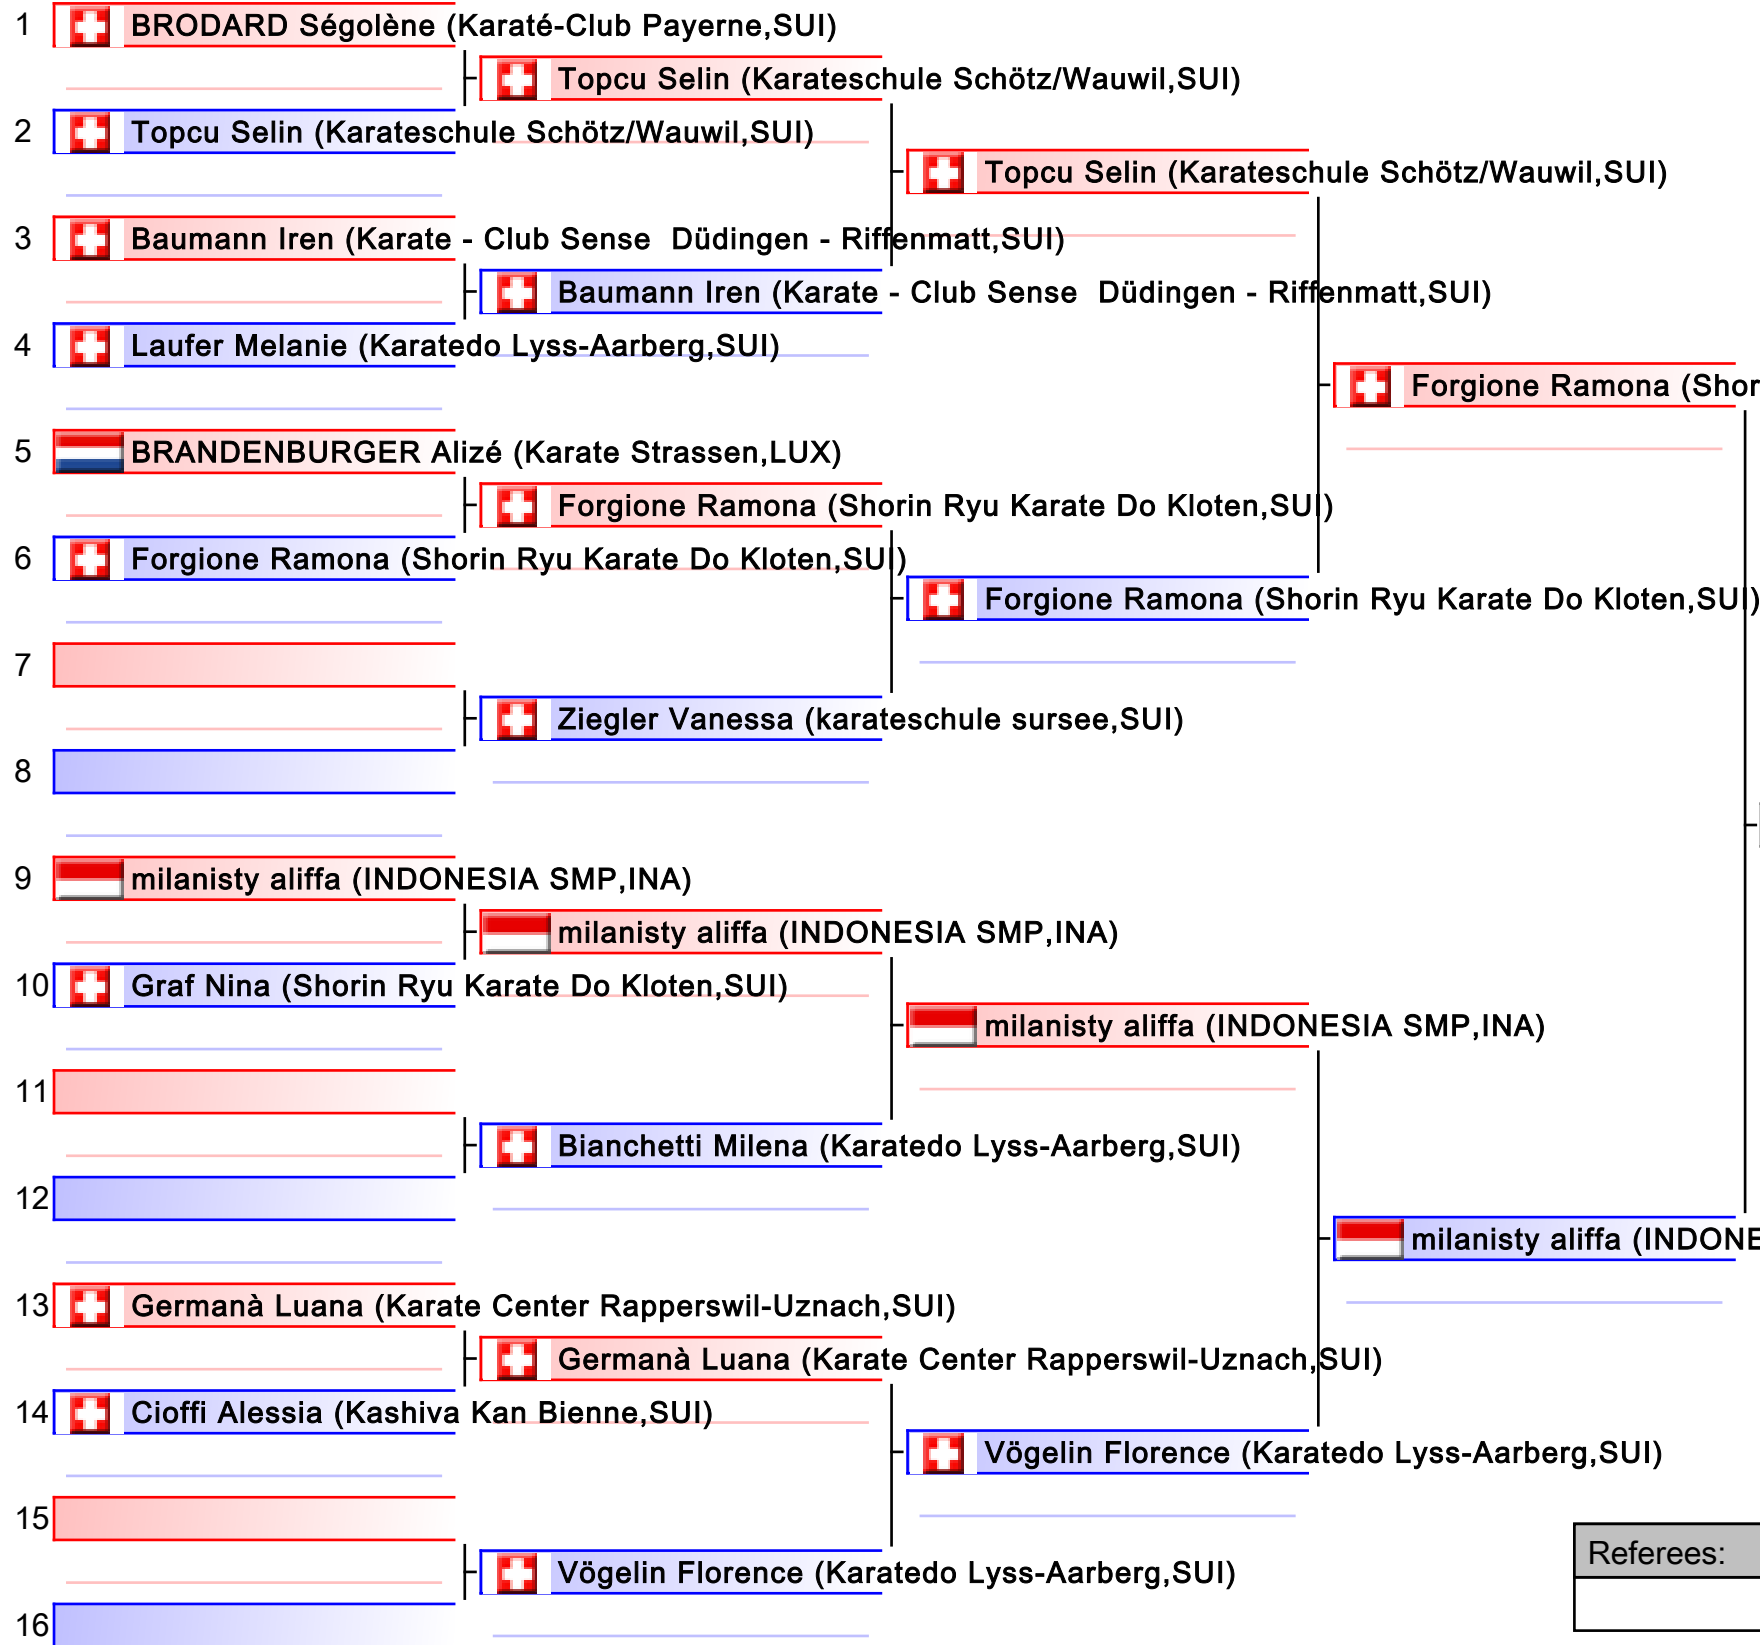 1 BRODARD Ségolène (Karaté-Club Payerne,SUI)
Topcu Selin (Karateschule Schötz/Wauwil,SUI)
2 Topcu Selin (Karateschule Schötz/Wauwil,SUI)
Topcu Selin (Karateschule Schötz/Wauwil,SUI)
3 Baumann Iren (Karate - Club Sense  Düdingen - Riffenmatt,SUI)
Baumann Iren (Karate - Club Sense  Düdingen - Riffenmatt,SUI)
4 Laufer Melanie (Karatedo Lyss-Aarberg,SUI)
Forgione Ramona (Shor
5 BRANDENBURGER Alizé (Karate Strassen,LUX)
Forgione Ramona (Shorin Ryu Karate Do Kloten,SUI)
6 Forgione Ramona (Shorin Ryu Karate Do Kloten,SUI)
Forgione Ramona (Shorin Ryu Karate Do Kloten,SUI)
7
Ziegler Vanessa (karateschule sursee,SUI)
8
9 milanisty aliffa (INDONESIA SMP,INA)
milanisty aliffa (INDONESIA SMP,INA)
10 Graf Nina (Shorin Ryu Karate Do Kloten,SUI)
milanisty aliffa (INDONESIA SMP,INA)
11
Bianchetti Milena (Karatedo Lyss-Aarberg,SUI)
12
milanisty aliffa (INDONE
13 Germanà Luana (Karate Center Rapperswil-Uznach,SUI)
Germanà Luana (Karate Center Rapperswil-Uznach,SUI)
14 Cioffi Alessia (Kashiva Kan Bienne,SUI)
Vögelin Florence (Karatedo Lyss-Aarberg,SUI)
15
Referees:
Vögelin Florence (Karatedo Lyss-Aarberg,SUI)
16